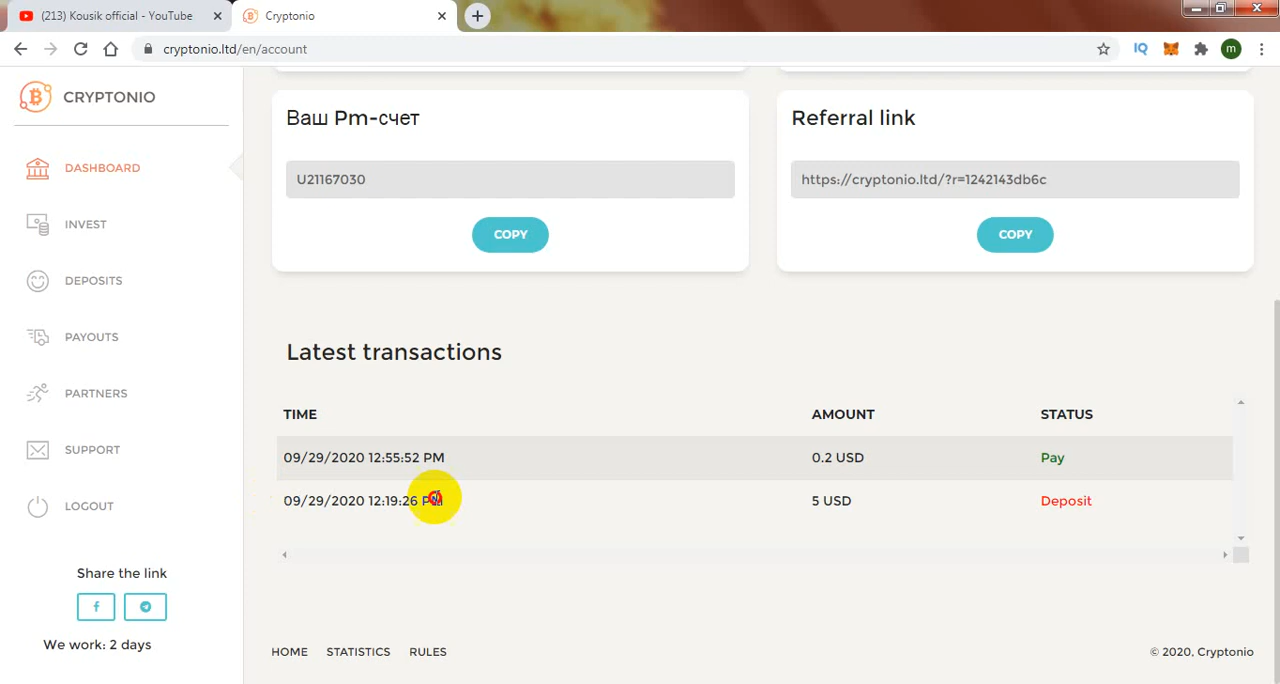 (213) Kousik official - YouTube
Cryptonio
cryptonio.ltd/en/account
IQ
m
CRYPTONIO
DASHBOARD
INVEST
DEPOSITS
PAYOUTS
PARTNERS
SUPPORT
LOGOUT
Share the link
We work: 2 days
Ваш Pm-счет
U21167030
COPY
Referral link
https://cryptonio.ltd/?r=1242143db6c
COPY
Latest transactions
TIME AMOUNT STATUS
09/29/2020 12:55:52 PM 0.2 USD Pay
09/29/2020 12:19:26 PM 5 USD Deposit
HOME STATISTICS RULES
© 2020, Cryptonio